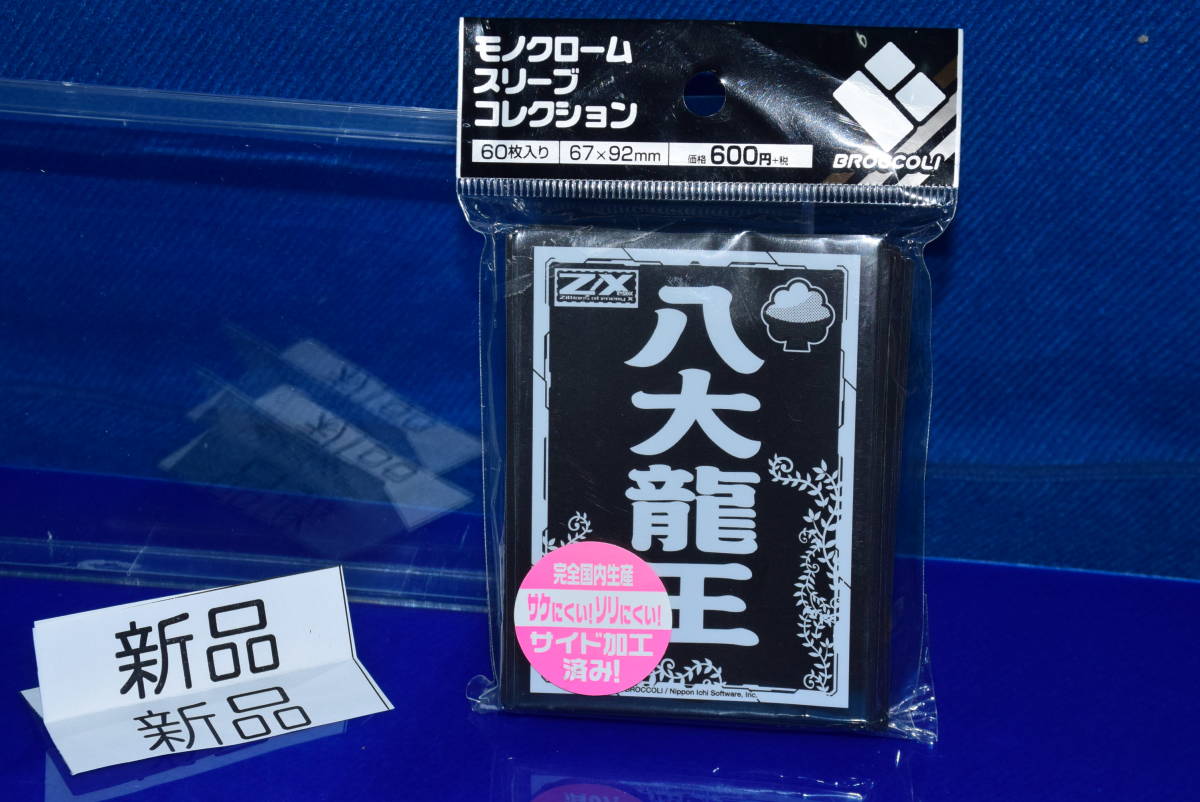 モノクローム
スリーブ
コレクション
60枚入り 67×92mm 価格 600円+税
BROCCOLI
Z/X
Zillions of enemy X
八大龍王
完全国内生産
サケにくい!ソリにくい!
サイド加工
済み!
BROCCOLI / Nippon Ichi Software, Inc.
新品
新品